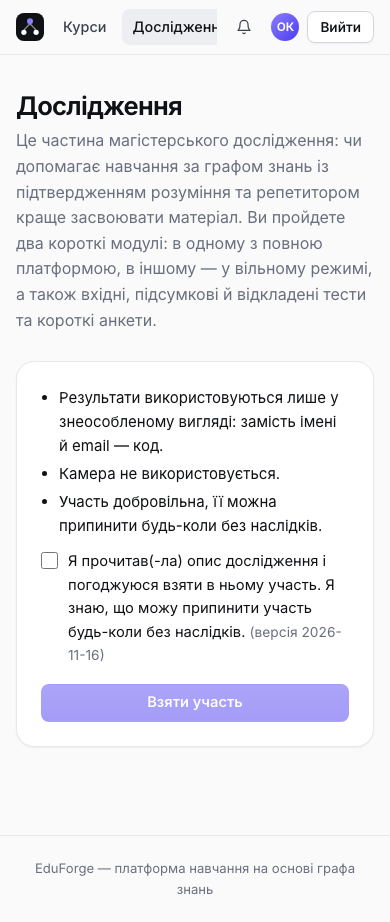 Курси
Дослідженн
ОК
Вийти
Дослідження
Це частина магістерського дослідження: чи
допомагає навчання за графом знань із
підтвердженням розуміння та репетитором
краще засвоювати матеріал. Ви пройдете
два короткі модулі: в одному з повною
платформою, в іншому — у вільному режимі,
а також вхідні, підсумкові й відкладені тести
та короткі анкети.
Результати використовуються лише у
знеособленому вигляді: замість імені
й email — код.
Камера не використовується.
Участь добровільна, її можна
припинити будь-коли без наслідків.
Я прочитав(-ла) опис дослідження і
погоджуюся взяти в ньому участь. Я
знаю, що можу припинити участь
будь-коли без наслідків. (версія 2026-
11-16)
Взяти участь
EduForge — платформа навчання на основі графа
знань